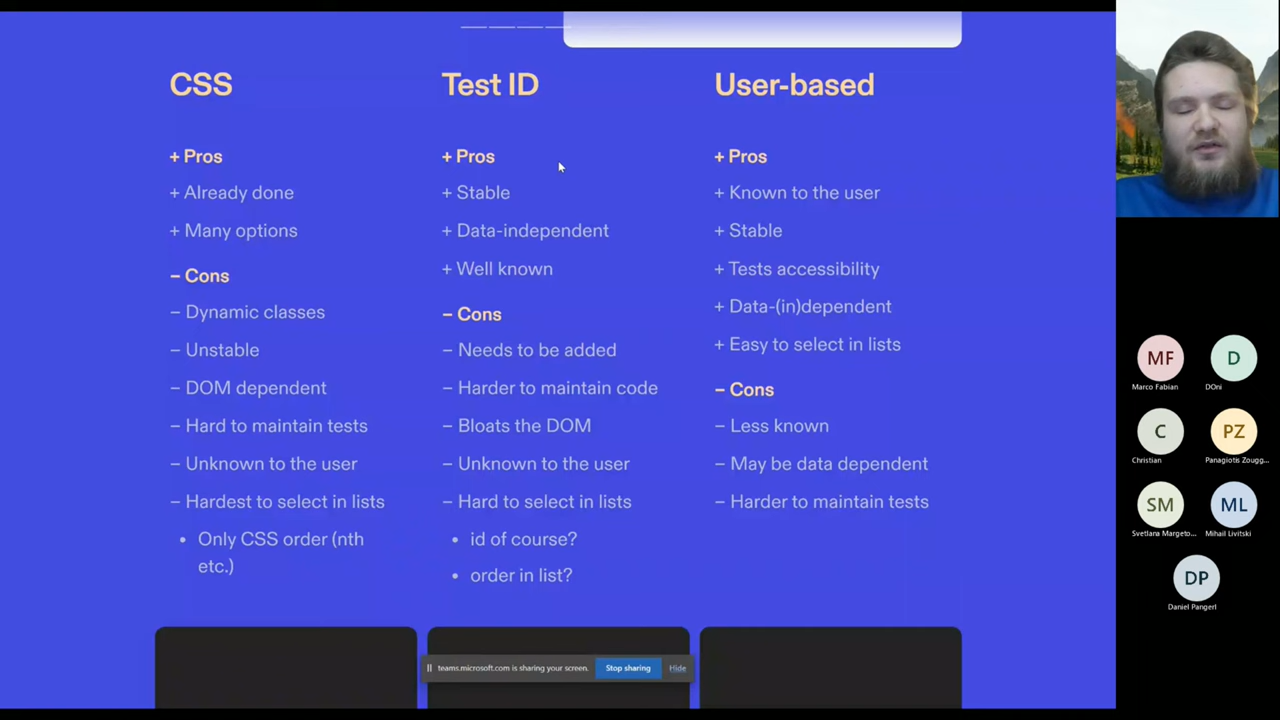 CSS
+ Pros
+ Already done
+ Many options
– Cons
– Dynamic classes
– Unstable
– DOM dependent
– Hard to maintain tests
– Unknown to the user
– Hardest to select in lists
• Only CSS order (nth
etc.)
Test ID
+ Pros
+ Stable
+ Data-independent
+ Well known
– Cons
– Needs to be added
– Harder to maintain code
– Bloats the DOM
– Unknown to the user
– Hard to select in lists
• id of course?
• order in list?
User-based
+ Pros
+ Known to the user
+ Stable
+ Tests accessibility
+ Data-(in)dependent
+ Easy to select in lists
– Cons
– Less known
– May be data dependent
– Harder to maintain tests
teams.microsoft.com is sharing your screen.
Stop sharing
Hide
MF
Marco Fabian
D
DOni
C
Christian
PZ
Panagiotis Zougg...
SM
Svetlana Margeto...
ML
Mihail Livitski
DP
Daniel Pangerl